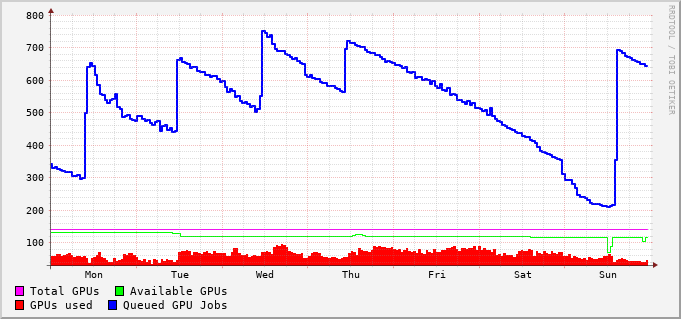 800
700
600
500
400
300
200
100
Mon Tue Wed Thu Fri Sat Sun
Total GPUs Available GPUs
GPUs used Queued GPU Jobs
RRDTOOL / TOBI OETIKER